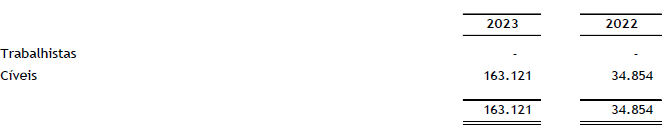 2023 2022
Trabalhistas - -
Cíveis 163.121 34.854
163.121 34.854